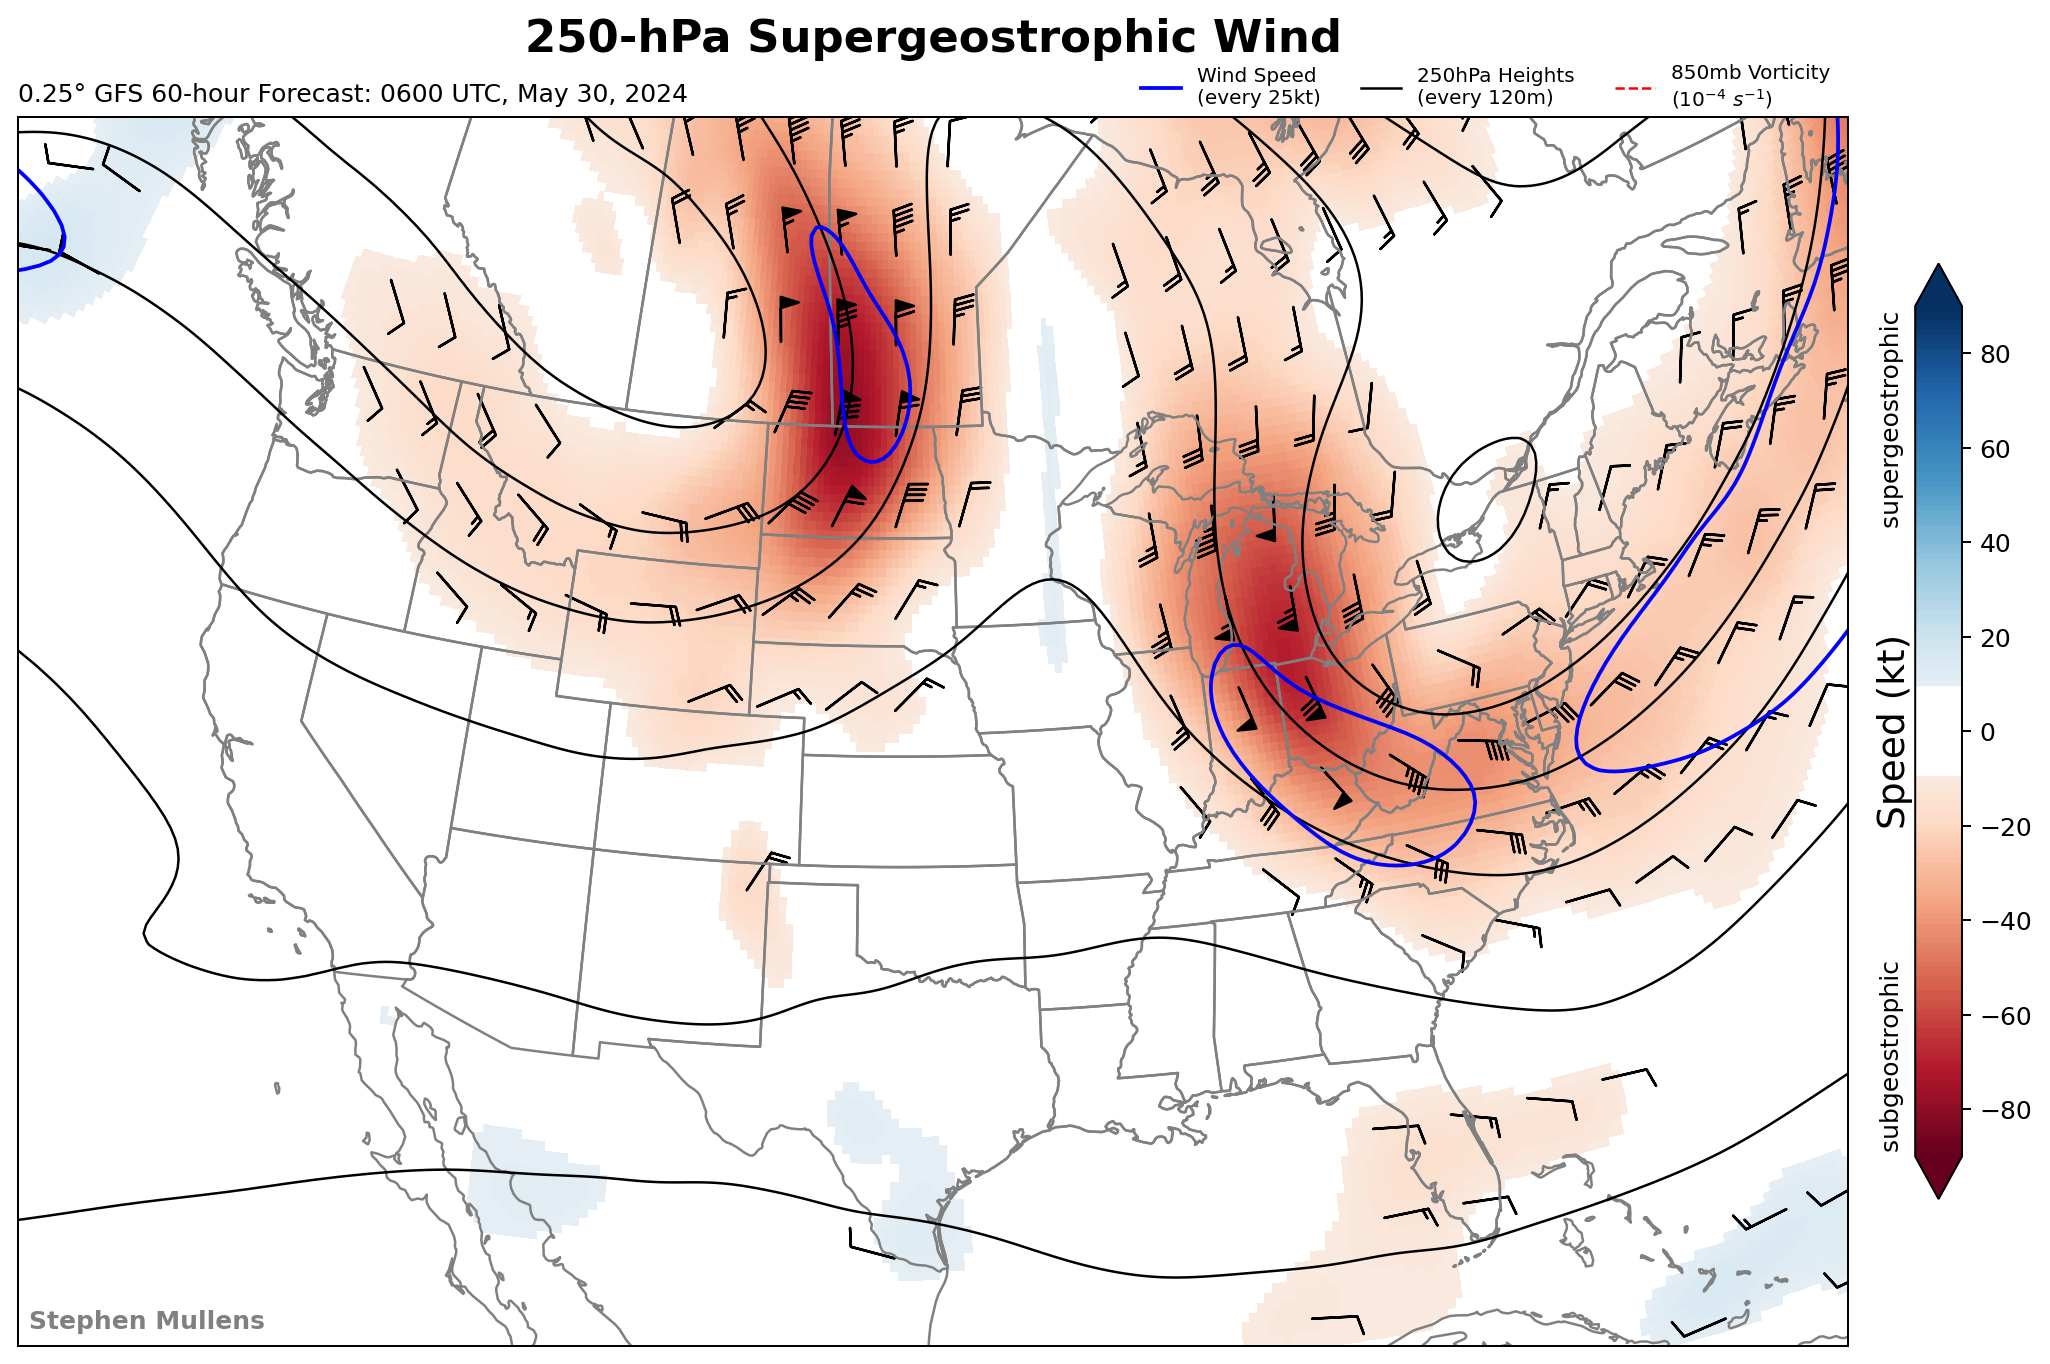 250-hPa Supergeostrophic Wind
0.25° GFS 60-hour Forecast: 0600 UTC, May 30, 2024
Wind Speed
(every 25kt)
250hPa Heights
(every 120m)
850mb Vorticity
(10⁻⁴ s⁻¹)
supergeostrophic
Speed (kt)
subgeostrophic
80
60
40
20
0
−20
−40
−60
−80
Stephen Mullens